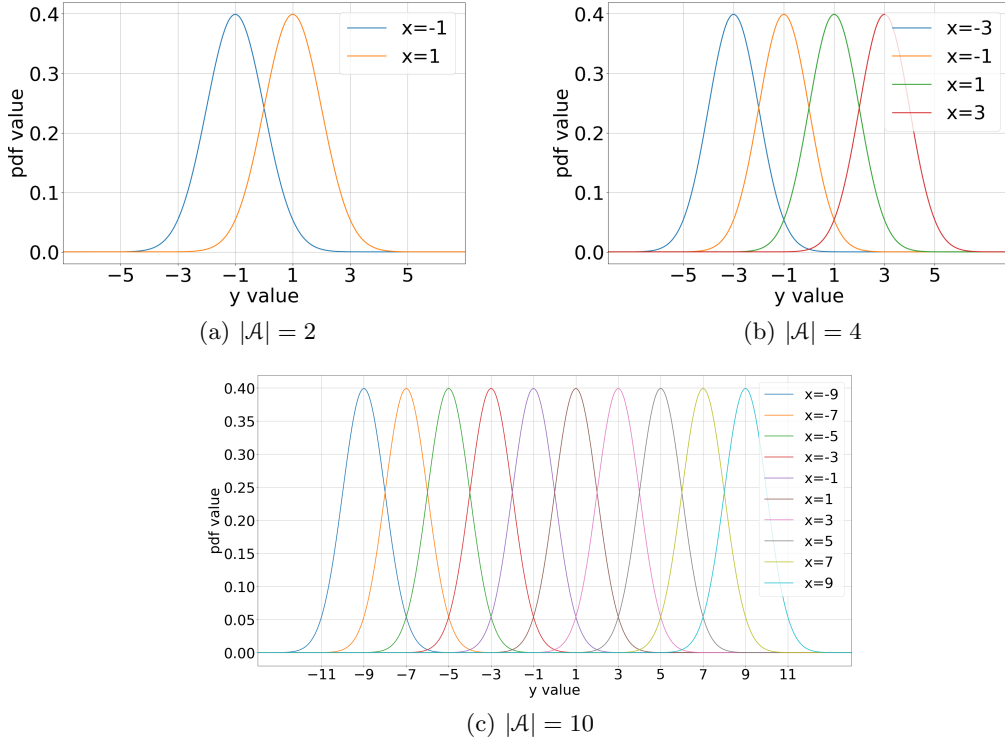 0.4
0.3
0.2
0.1
0.0
pdf value
−5 −3 −1 1 3 5
y value
x=-1
x=1
(a) |𝒜| = 2
0.4
0.3
0.2
0.1
0.0
pdf value
−5 −3 −1 1 3 5
y value
x=-3
x=-1
x=1
x=3
(b) |𝒜| = 4
0.40
0.35
0.30
0.25
0.20
0.15
0.10
0.05
0.00
pdf value
−11 −9 −7 −5 −3 −1 1 3 5 7 9 11
y value
x=-9
x=-7
x=-5
x=-3
x=-1
x=1
x=3
x=5
x=7
x=9
(c) |𝒜| = 10